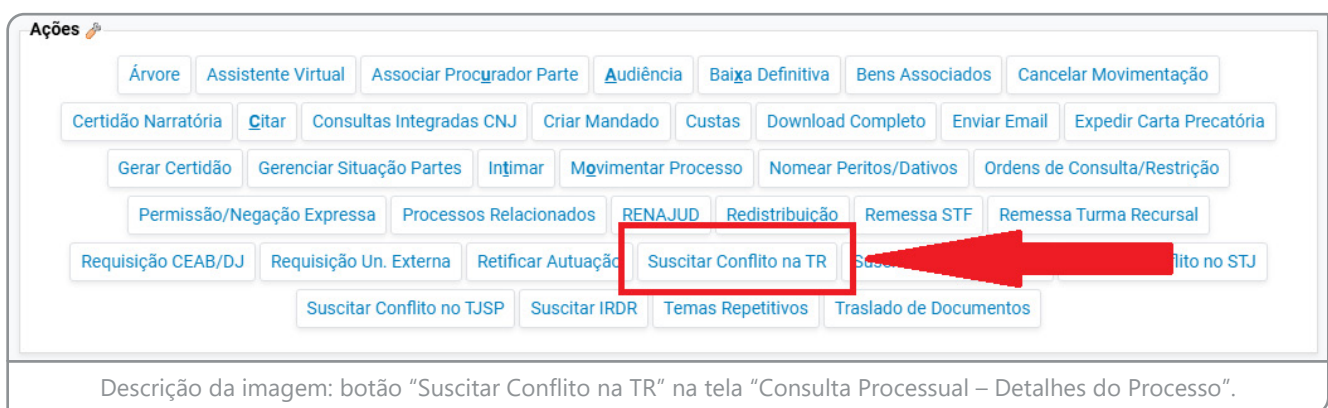 Ações
Árvore Assistente Virtual Associar Procurador Parte Audiência Baixa Definitiva Bens Associados Cancelar Movimentação
Certidão Narratória Citar Consultas Integradas CNJ Criar Mandado Custas Download Completo Enviar Email Expedir Carta Precatória
Gerar Certidão Gerenciar Situação Partes Intimar Movimentar Processo Nomear Peritos/Dativos Ordens de Consulta/Restrição
Permissão/Negação Expressa Processos Relacionados RENAJUD Redistribuição Remessa STF Remessa Turma Recursal
Requisição CEAB/DJ Requisição Un. Externa Retificar Autuação Suscitar Conflito na TR no STJ
Suscitar Conflito no TJSP Suscitar IRDR Temas Repetitivos Traslado de Documentos
Descrição da imagem: botão “Suscitar Conflito na TR” na tela “Consulta Processual – Detalhes do Processo”.